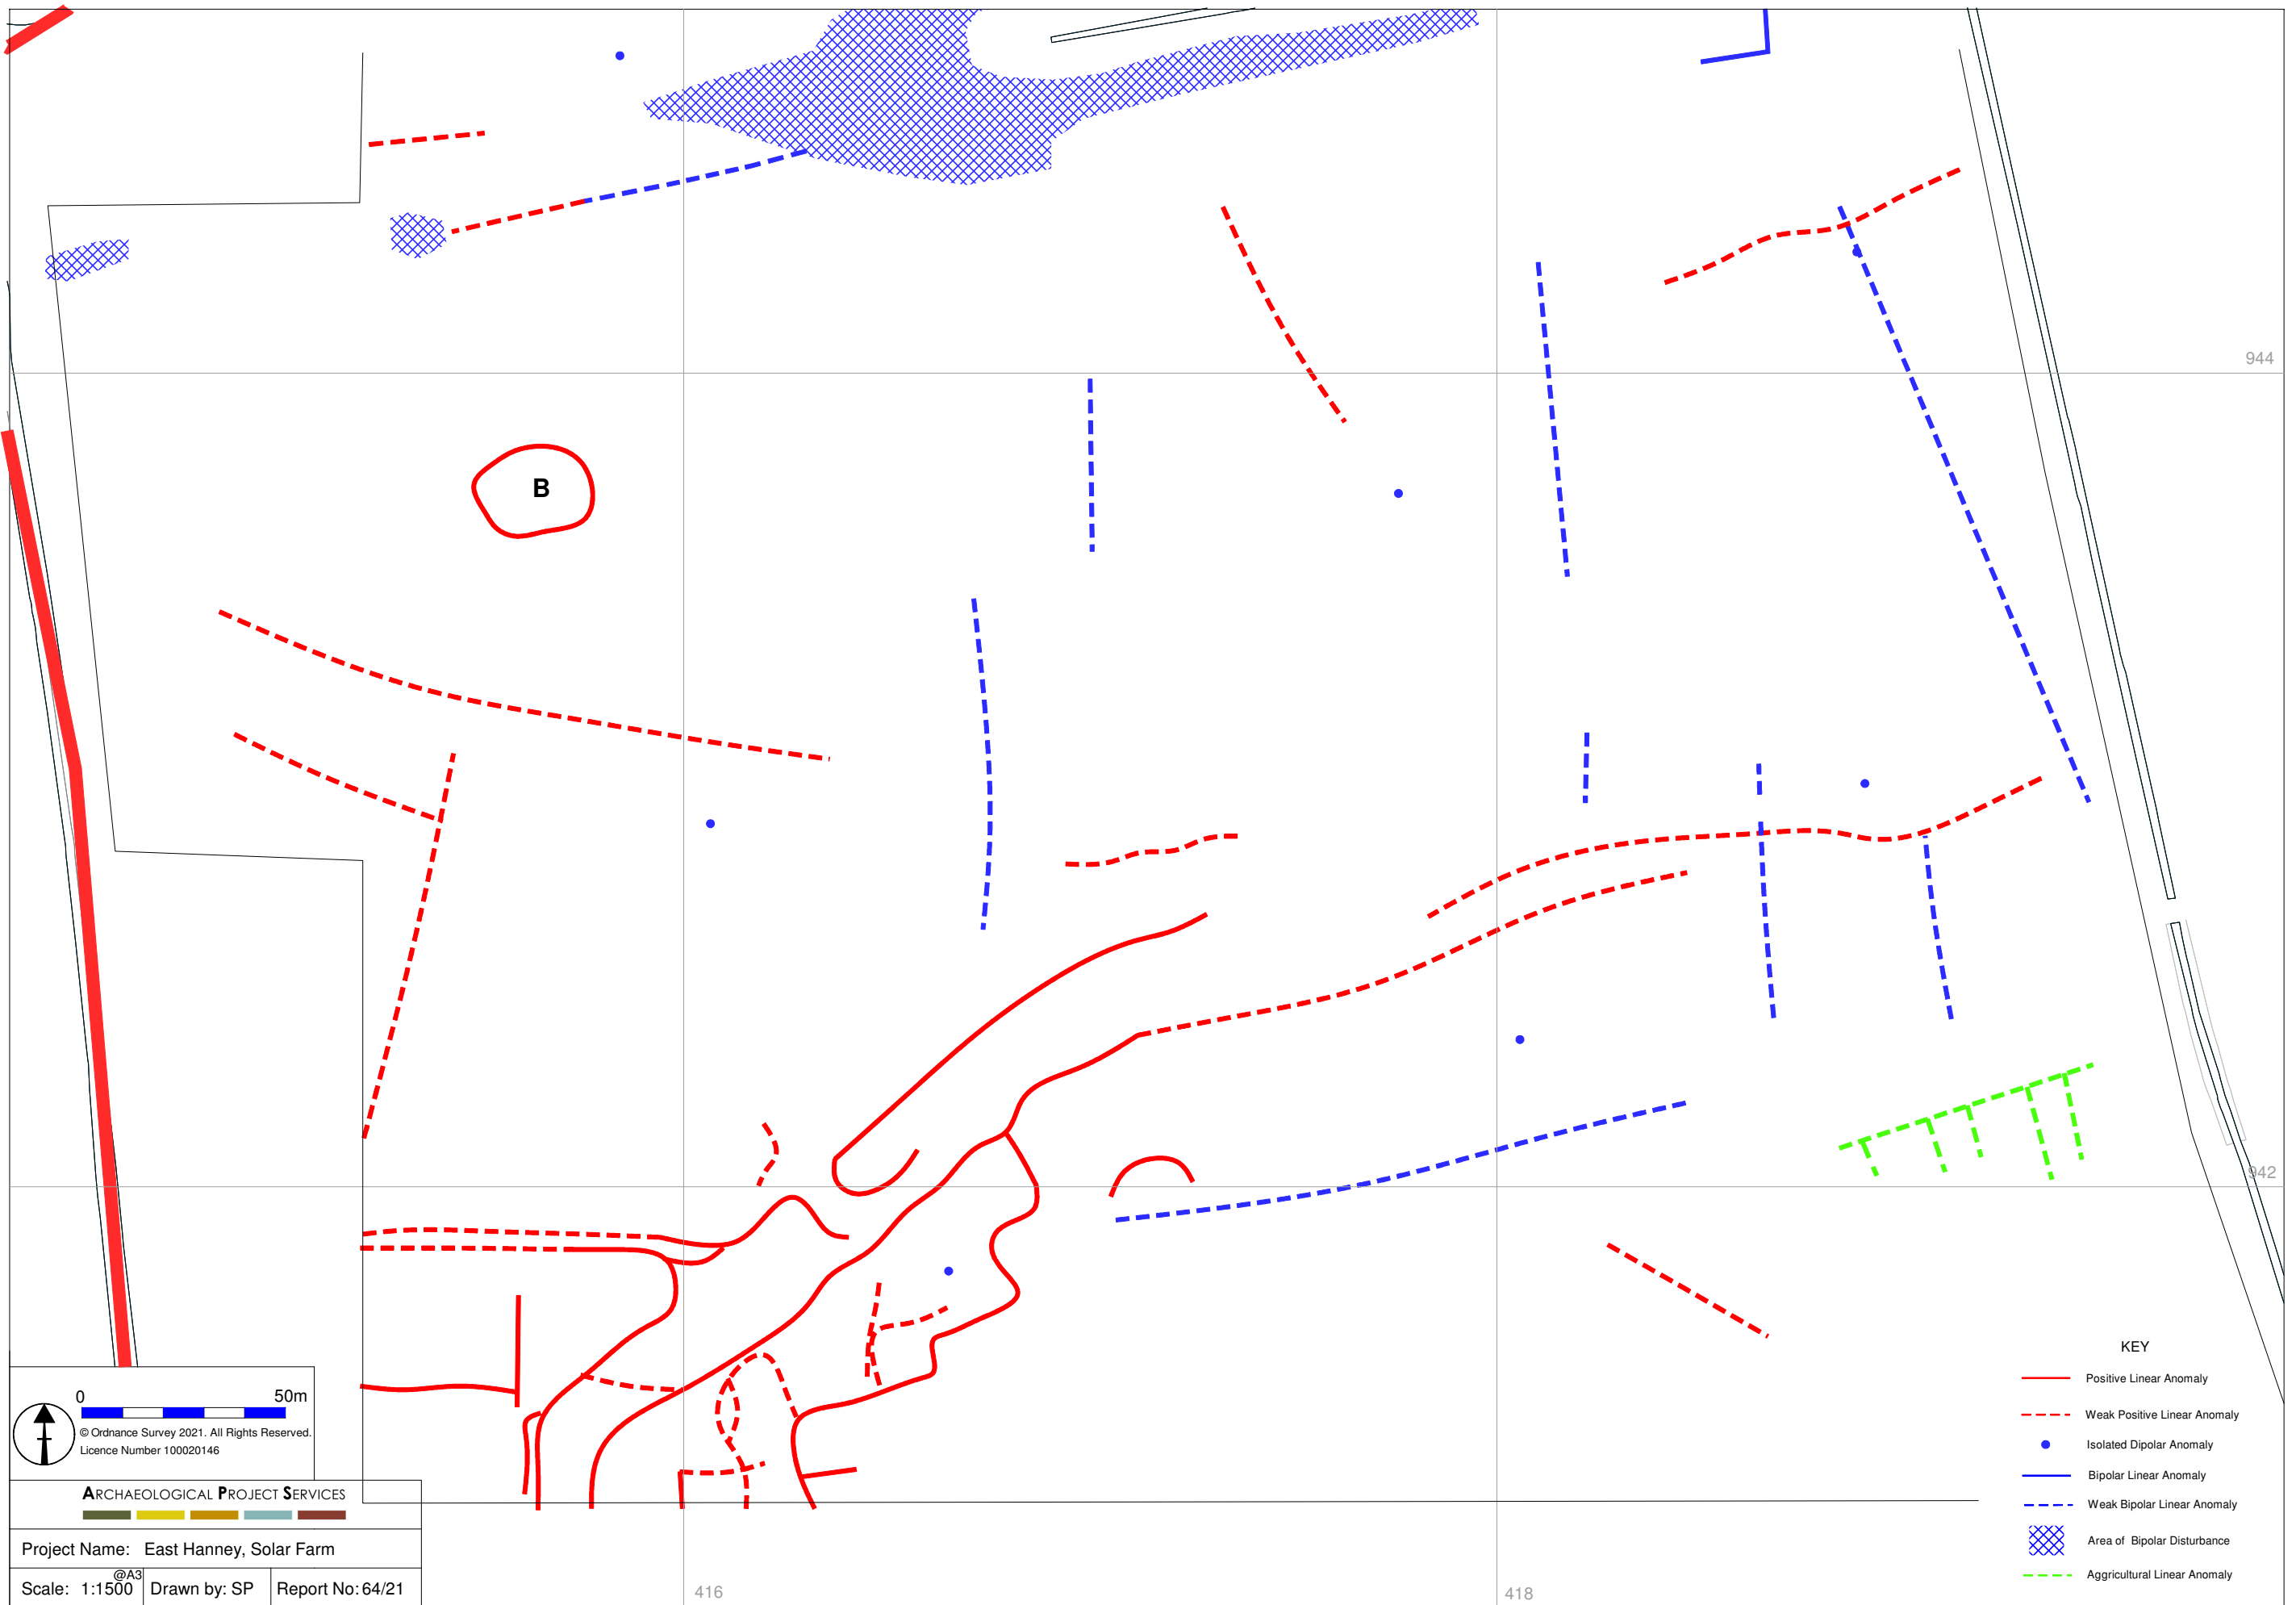 944
B
942
KEY
Positive Linear Anomaly
Weak Positive Linear Anomaly
Isolated Dipolar Anomaly
Bipolar Linear Anomaly
Weak Bipolar Linear Anomaly
Area of Bipolar Disturbance
Aggricultural Linear Anomaly
0 50m
© Ordnance Survey 2021. All Rights Reserved.
Licence Number 100020146
ARCHAEOLOGICAL PROJECT SERVICES
Project Name: East Hanney, Solar Farm
Scale: 1:1500 @A3 Drawn by: SP Report No: 64/21
416
418